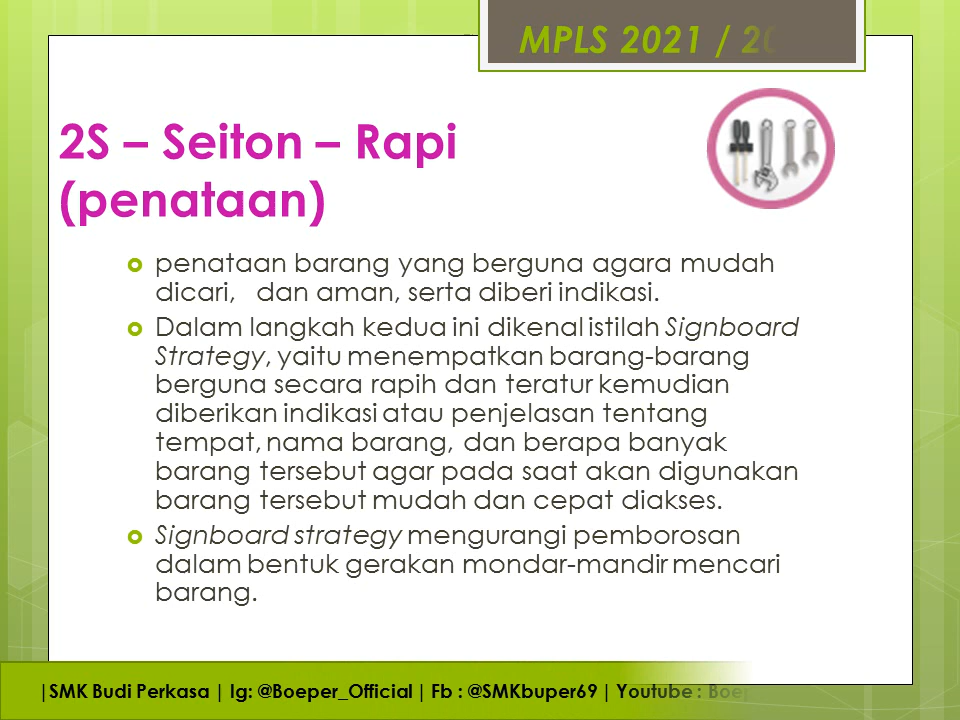 MPLS 2021 / 20
2S – Seiton – Rapi
(penataan)
penataan barang yang berguna agara mudah
dicari, dan aman, serta diberi indikasi.
Dalam langkah kedua ini dikenal istilah Signboard
Strategy, yaitu menempatkan barang-barang
berguna secara rapih dan teratur kemudian
diberikan indikasi atau penjelasan tentang
tempat, nama barang, dan berapa banyak
barang tersebut agar pada saat akan digunakan
barang tersebut mudah dan cepat diakses.
Signboard strategy mengurangi pemborosan
dalam bentuk gerakan mondar-mandir mencari
barang.
|SMK Budi Perkasa | Ig: @Boeper_Official | Fb : @SMKbuper69 | Youtube : Boep